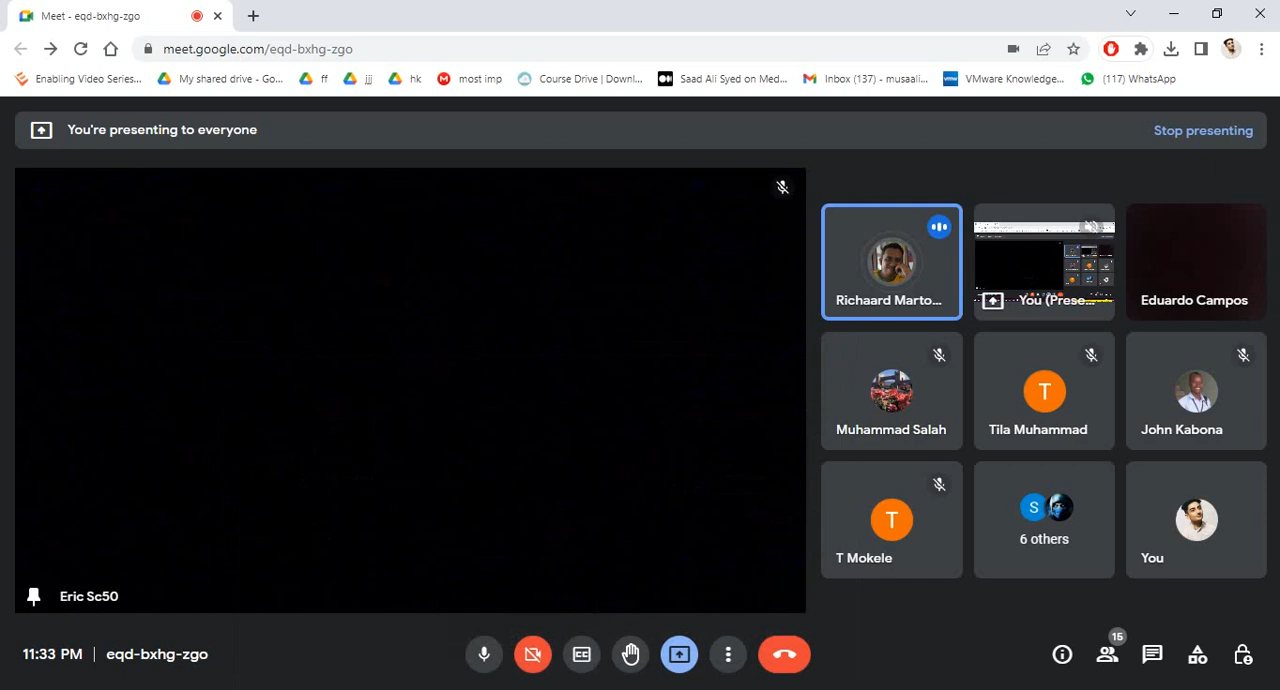 Meet - eqd-bxhg-zgo
meet.google.com/eqd-bxhg-zgo
Enabling Video Series... My shared drive - Go... ff jjj hk most imp Course Drive | Downl... Saad Ali Syed on Med... Inbox (137) - musaali... VMware Knowledge... (117) WhatsApp
You're presenting to everyone Stop presenting
Richaard Marto... You (Prese... Eduardo Campos
Muhammad Salah T Tila Muhammad John Kabona
T T Mokele S 6 others You
Eric Sc50
15
11:33 PM | eqd-bxhg-zgo CC